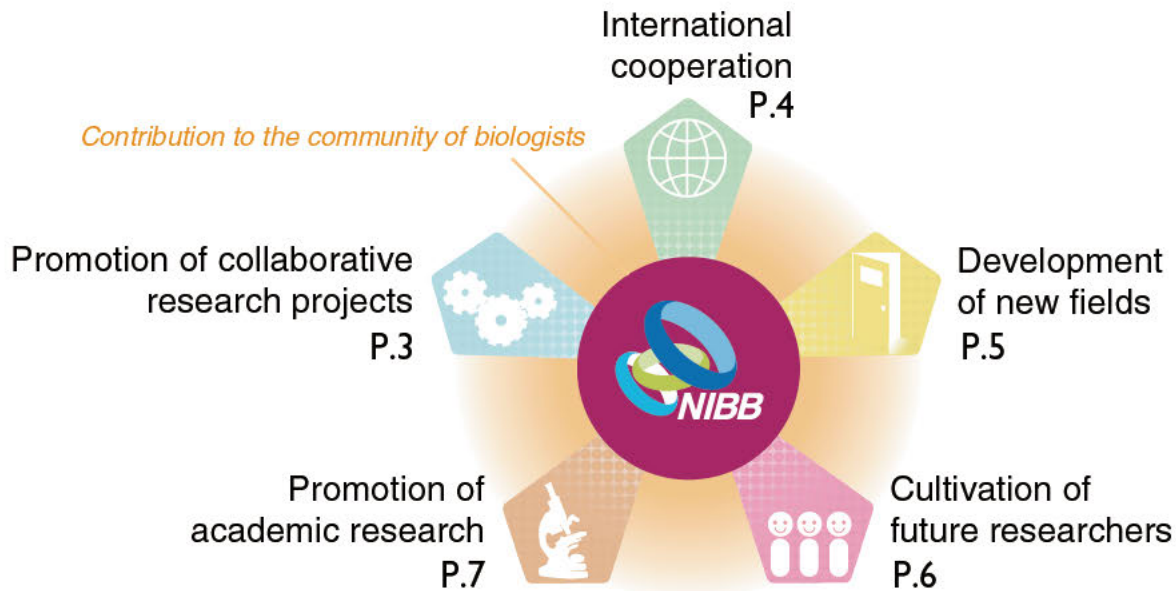 International
cooperation
P.4
Contribution to the community of biologists
Promotion of collaborative
research projects
P.3
Development
of new fields
P.5
NIBB
Promotion of
academic research
P.7
Cultivation of
future researchers
P.6